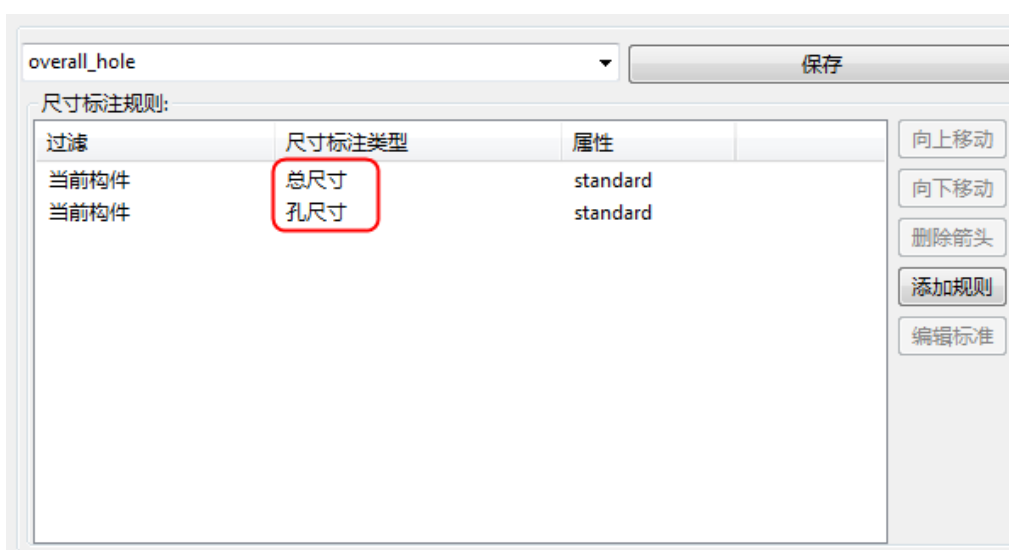 overall_hole 保存
尺寸标注规则:
过滤 尺寸标注类型 属性 向上移动
当前构件 总尺寸 standard 向下移动
当前构件 孔尺寸 standard
删除箭头
添加规则
编辑标准